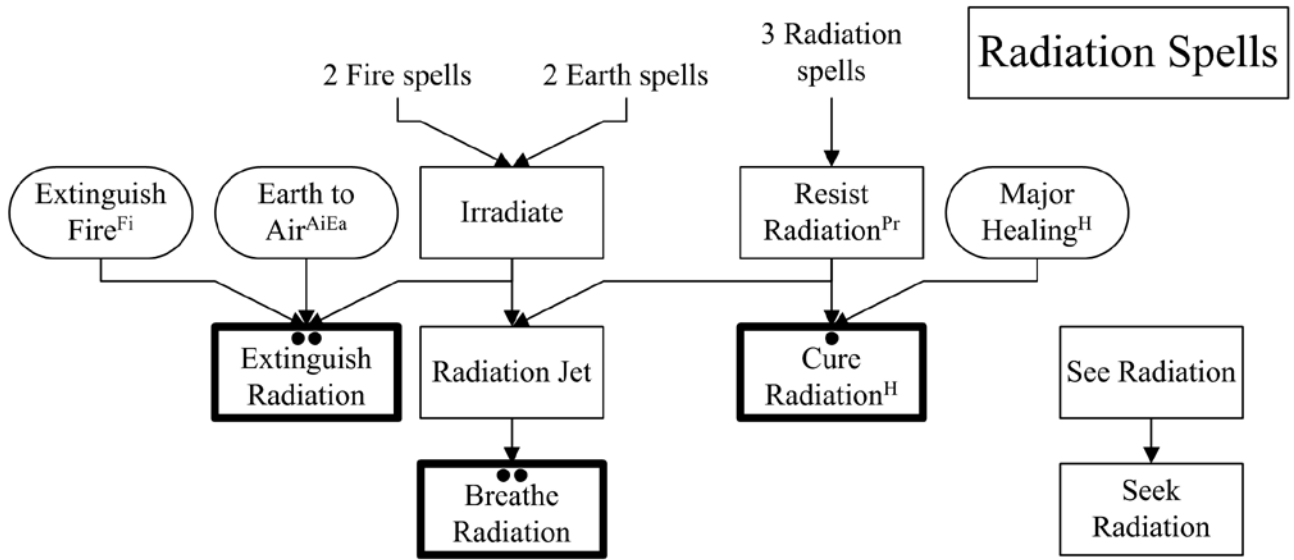 Radiation Spells
3 Radiation
spells
2 Fire spells
2 Earth spells
Extinguish
Fire^Fi
Earth to
Air^AiEa
Irradiate
Resist
Radiation^Pr
Major
Healing^H
Extinguish
Radiation
Radiation Jet
Cure
Radiation^H
See Radiation
Breathe
Radiation
Seek
Radiation